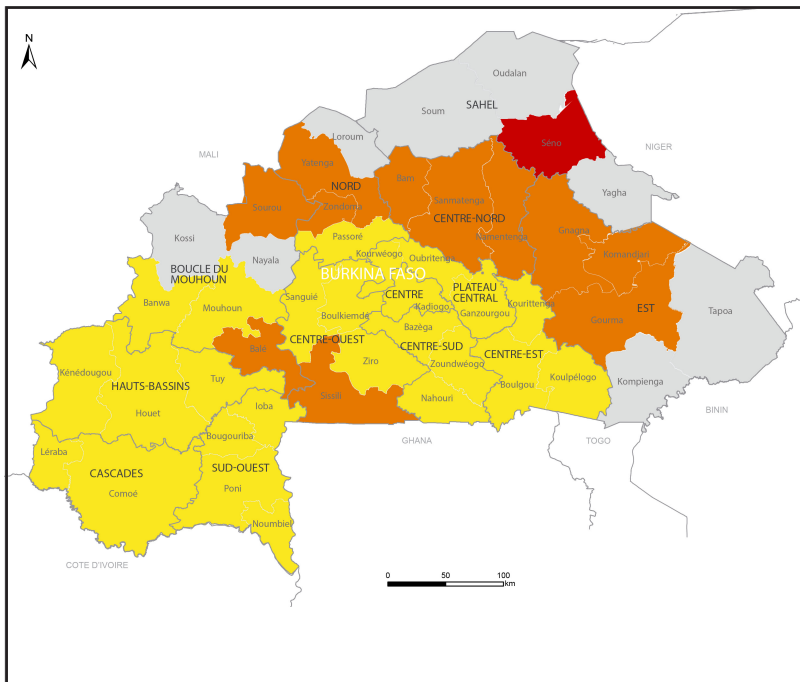 N
Oudalan
Soum
SAHEL
Loroum
Séno
MALI
NIGER
Yatenga
Bam
NORD
Yagha
Sanmatenga
Sourou
Zondoma
CENTRE-NORD
Gnagna
Namentenga
Kossi
Passoré
Nayala
Kourwéogo
Oubritenga
Komandjari
BOUCLE DU
MOUHOUN
BURKINA FASO
PLATEAU
CENTRAL
Banwa
Sanguié
CENTRE
Kadiogo
Kourittenga
Mouhoun
Boulkiemdé
Ganzourgou
EST
Tapoa
Bazèga
Gourma
CENTRE-OUEST
CENTRE-SUD
Balé
CENTRE-EST
Ziro
Zoundwéogo
Kénédougou
Tuy
Koulpélogo
HAUTS-BASSINS
Boulgou
Kompienga
Sissili
Nahouri
Ioba
Houet
BININ
Bougouriba
GHANA
TOGO
Léraba
CASCADES
SUD-OUEST
Comoé
Poni
Noumbiel
COTE D'IVOIRE
0 50 100
km